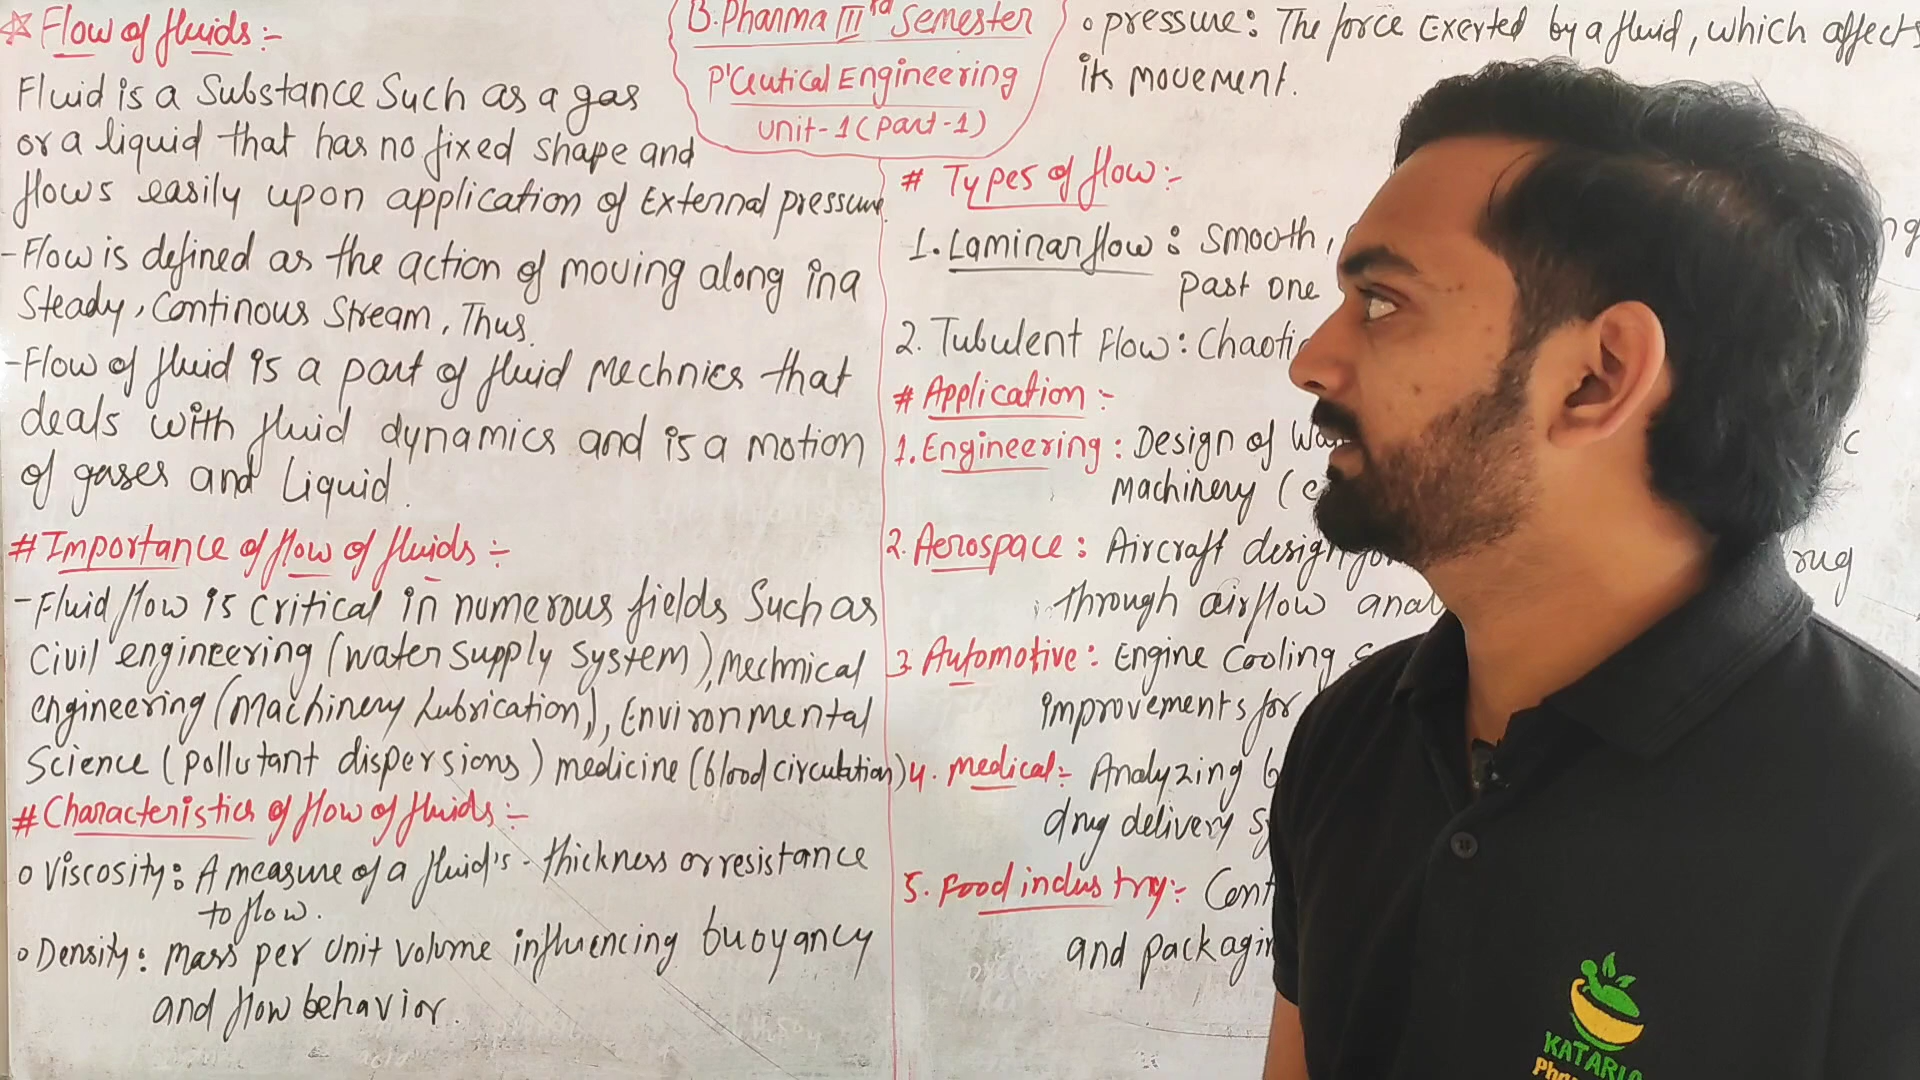 ☆ Flow of fluids :-
Fluid is a Substance Such as a gas
or a liquid that has no fixed shape and
flows easily upon application of External pressure
- Flow is defined as the action of moving along in a
Steady, Continous Stream, Thus.
- Flow of fluid is a part of fluid Mechnics that
deals with fluid dynamics and is a motion
of gases and Liquid.
# Importance of flow of fluids :-
- Fluid flow is critical in numerous fields Such as
Civil engineering (water supply system), Mechnical
engineering (Machinery Lubrication), Environmental
Science (pollutant dispersions) medicine (blood circulation)
# Characteristics of flow of fluids :-
o Viscosity: A measure of a fluid's - thickness or resistance
to flow.
o Density: Mass per Unit Volume influencing buoyancy
and flow behavior.
B. Pharma IIIrd Semester
P'Ceutical Engineering
Unit-1 (Part-1)
o Pressure: The force Exerted by a fluid, which affects
its movement.
# Types of flow :-
1. Laminar flow : Smooth,
past one
2. Tubulent Flow : Chaotic
# Application :-
1. Engineering : Design of
Machinery (
2. Aerospace : Aircraft design for
through airflow
3 Automotive : Engine Cooling
improvements for
4. Medical :- Analyzing
drug delivery
5. Food industry :-
and
KATARIA